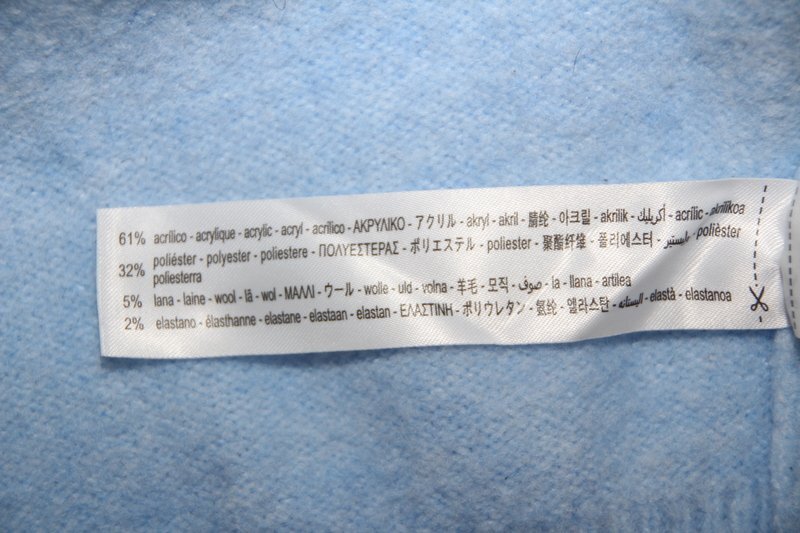 61% acrílico - acrylique - acrylic - acryl - acrilico - ΑΚΡΥΛΙΚΟ - アクリル - akryl - akril - 腈纶 - 아크릴 - akrilik - أكريليك - acrílic - akrilikoa
32% poliéster - polyester - poliestere - ΠΟΛΥΕΣΤΕΡΑΣ - ポリエステル - poliester - 聚酯纤维 - 폴리에스터 - بليستير - polièster
poliesterra
5% lana - laine - wool - lã - wol - ΜΑΛΛΙ - ウール - wolle - uld - volna - 羊毛 - 모직 - صوف - la - llana - artilea
2% elastano - élasthanne - elastane - elastaan - elastan - ΕΛΑΣΤΙΝΗ - ポリウレタン - 氨纶 - 엘라스탄 - اليستانه - elastà - elastanoa